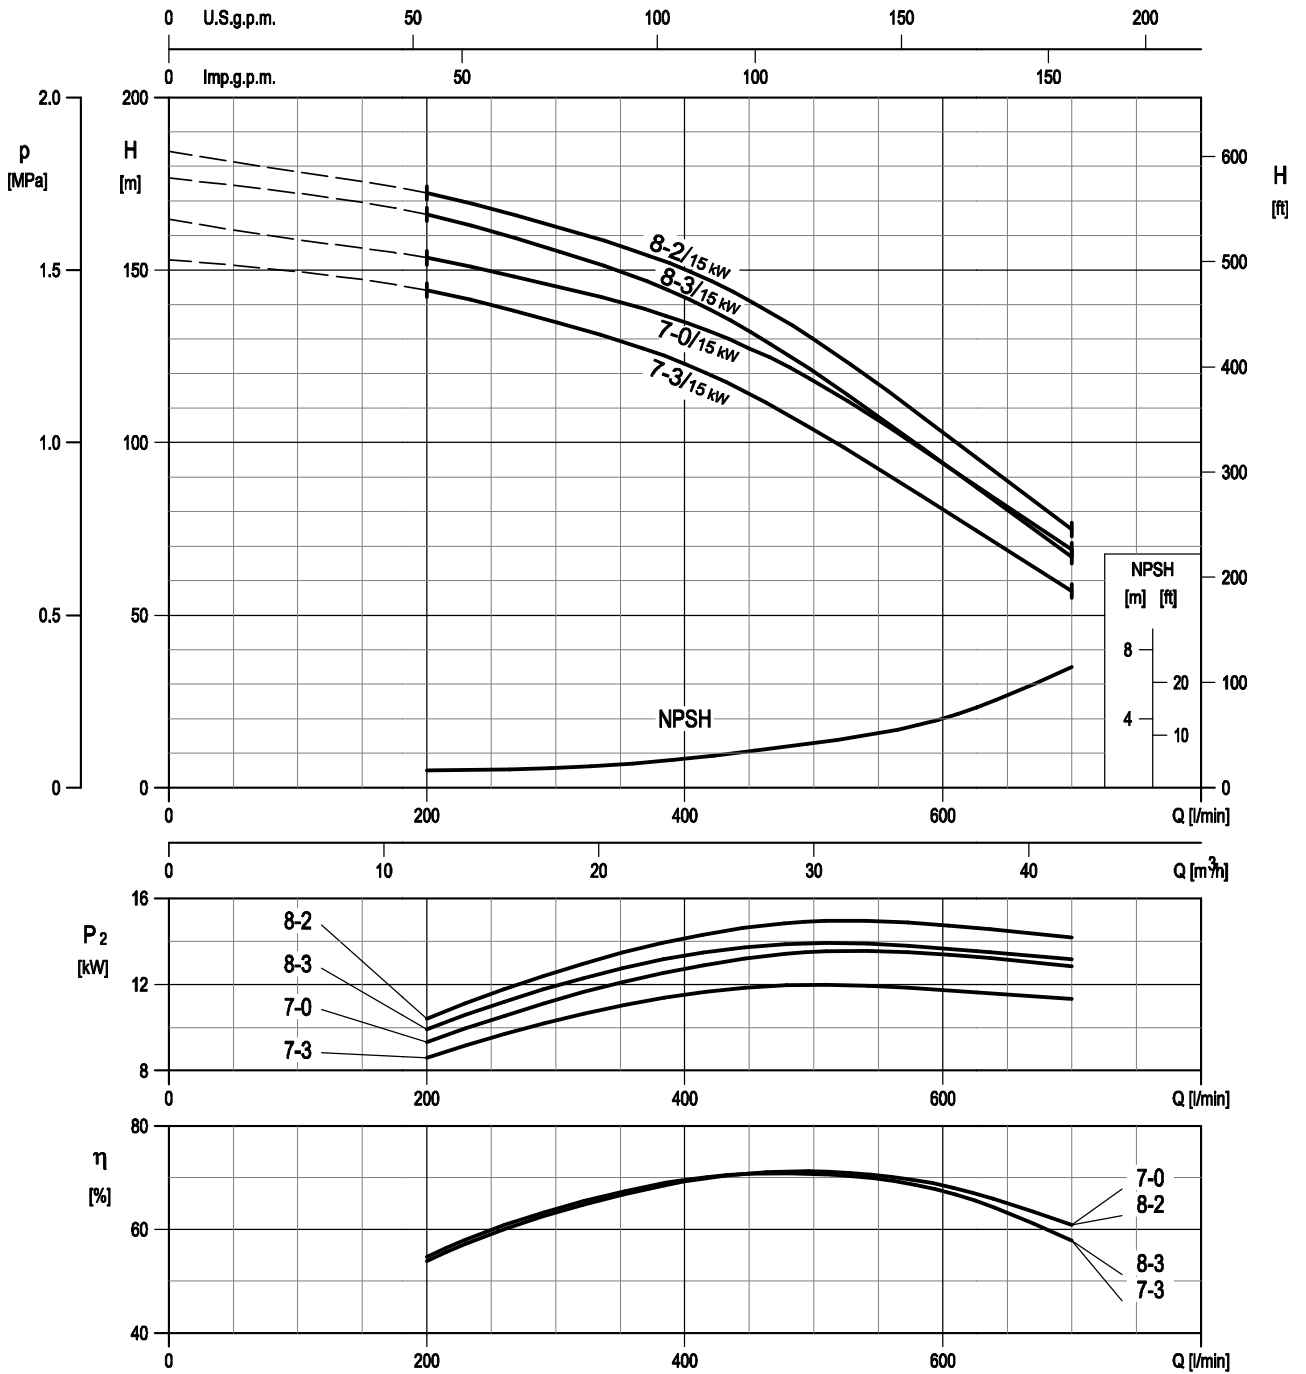 0 U.S.g.p.m. 50 100 150 200
0 Imp.g.p.m. 50 100 150
p
[MPa]
2.0
1.5
1.0
0.5
0
H
[m]
200
150
100
50
0
H
[ft]
600
500
400
300
200
100
0
8-2/15 kW
8-3/15 kW
7-0/15 kW
7-3/15 kW
NPSH
NPSH
[m] [ft]
8
20
4
10
0 200 400 600 Q [l/min]
0 10 20 30 40 Q [m³/h]
P2
[kW]
16
12
8
8-2
8-3
7-0
7-3
0 200 400 600 Q [l/min]
η
[%]
80
60
40
7-0
8-2
8-3
7-3
0 200 400 600 Q [l/min]